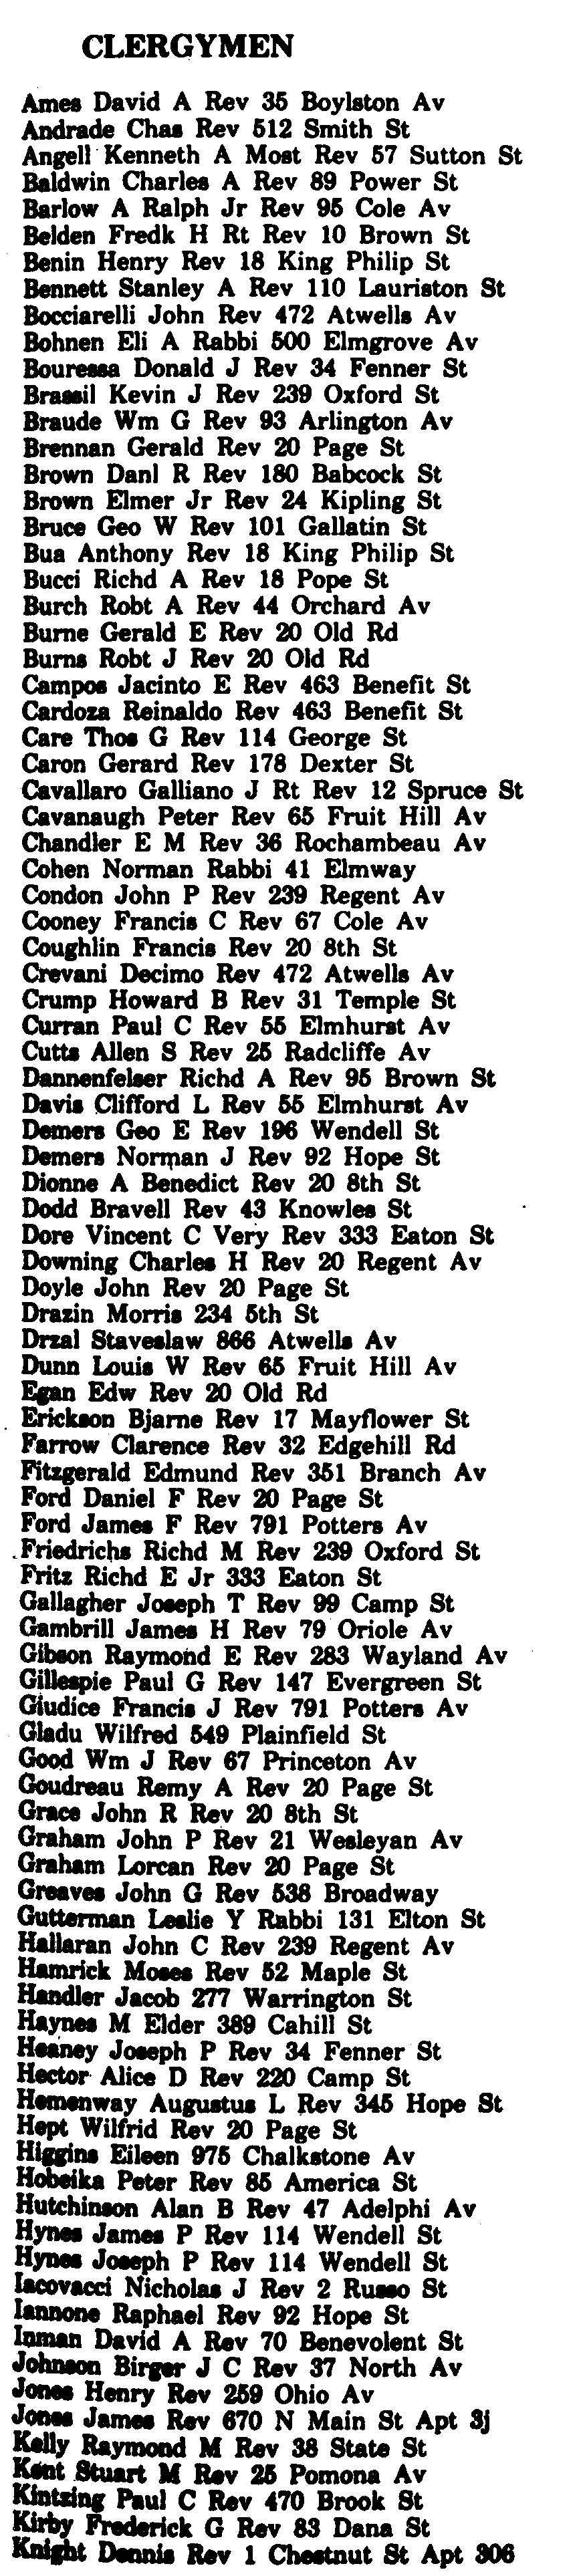 CLERGYMEN
Ames David A Rev 35 Boylston Av
Andrade Chas Rev 512 Smith St
Angell Kenneth A Most Rev 57 Sutton St
Baldwin Charles A Rev 89 Power St
Barlow A Ralph Jr Rev 95 Cole Av
Belden Fredk H Rt Rev 10 Brown St
Benin Henry Rev 18 King Philip St
Bennett Stanley A Rev 110 Lauriston St
Bocciarelli John Rev 472 Atwells Av
Bohnen Eli A Rabbi 500 Elmgrove Av
Bouressa Donald J Rev 34 Fenner St
Brassil Kevin J Rev 239 Oxford St
Braude Wm G Rev 93 Arlington Av
Brennan Gerald Rev 20 Page St
Brown Danl R Rev 180 Babcock St
Brown Elmer Jr Rev 24 Kipling St
Bruce Geo W Rev 101 Gallatin St
Bua Anthony Rev 18 King Philip St
Bucci Richd A Rev 18 Pope St
Burch Robt A Rev 44 Orchard Av
Burne Gerald E Rev 20 Old Rd
Burns Robt J Rev 20 Old Rd
Campos Jacinto E Rev 463 Benefit St
Cardoza Reinaldo Rev 463 Benefit St
Care Thos G Rev 114 George St
Caron Gerard Rev 178 Dexter St
Cavallaro Galliano J Rt Rev 12 Spruce St
Cavanaugh Peter Rev 65 Fruit Hill Av
Chandler E M Rev 36 Rochambeau Av
Cohen Norman Rabbi 41 Elmway
Condon John P Rev 239 Regent Av
Cooney Francis C Rev 67 Cole Av
Coughlin Francis Rev 20 8th St
Crevani Decimo Rev 472 Atwells Av
Crump Howard B Rev 31 Temple St
Curran Paul C Rev 55 Elmhurst Av
Cutts Allen S Rev 25 Radcliffe Av
Dannenfelser Richd A Rev 95 Brown St
Davis Clifford L Rev 55 Elmhurst Av
Demers Geo E Rev 196 Wendell St
Demers Norman J Rev 92 Hope St
Dionne A Benedict Rev 20 8th St
Dodd Bravell Rev 43 Knowles St
Dore Vincent C Very Rev 333 Eaton St
Downing Charles H Rev 20 Regent Av
Doyle John Rev 20 Page St
Drazin Morris 234 5th St
Drzal Staveslaw 866 Atwells Av
Dunn Louis W Rev 65 Fruit Hill Av
Egan Edw Rev 20 Old Rd
Erickson Bjarne Rev 17 Mayflower St
Farrow Clarence Rev 32 Edgehill Rd
Fitzgerald Edmund Rev 351 Branch Av
Ford Daniel F Rev 20 Page St
Ford James F Rev 791 Potters Av
Friedrichs Richd M Rev 239 Oxford St
Fritz Richd E Jr 333 Eaton St
Gallagher Joseph T Rev 99 Camp St
Gambrill James H Rev 79 Oriole Av
Gibson Raymond E Rev 283 Wayland Av
Gillespie Paul G Rev 147 Evergreen St
Giudice Francis J Rev 791 Potters Av
Gladu Wilfred 549 Plainfield St
Good Wm J Rev 67 Princeton Av
Goudreau Remy A Rev 20 Page St
Grace John R Rev 20 8th St
Graham John P Rev 21 Wesleyan Av
Graham Lorcan Rev 20 Page St
Greaves John G Rev 538 Broadway
Gutterman Leslie Y Rabbi 131 Elton St
Hallaran John C Rev 239 Regent Av
Hamrick Moses Rev 52 Maple St
Handler Jacob 277 Warrington St
Haynes M Elder 389 Cahill St
Heaney Joseph P Rev 34 Fenner St
Hector Alice D Rev 220 Camp St
Hemenway Augustus L Rev 345 Hope St
Hept Wilfrid Rev 20 Page St
Higgins Eileen 975 Chalkstone Av
Hobeika Peter Rev 85 America St
Hutchinson Alan B Rev 47 Adelphi Av
Hynes James P Rev 114 Wendell St
Hynes Joseph P Rev 114 Wendell St
Iacovacci Nicholas J Rev 2 Russo St
Iannone Raphael Rev 92 Hope St
Inman David A Rev 70 Benevolent St
Johnson Birger J C Rev 37 North Av
Jones Henry Rev 259 Ohio Av
Jones James Rev 670 N Main St Apt 3j
Kelly Raymond M Rev 38 State St
Kent Stuart M Rev 25 Pomona Av
Kintzing Paul C Rev 470 Brook St
Kirby Frederick G Rev 83 Dana St
Knight Dennis Rev 1 Chestnut St Apt 306